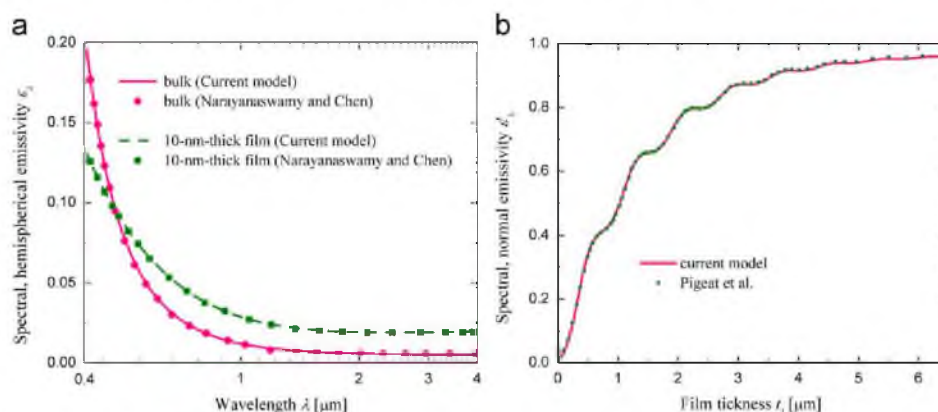 a
0.20
0.15
0.10
0.05
0.00
Spectral, hemispherical emissivity ε
bulk (Current model)
bulk (Narayanaswamy and Chen)
10-nm-thick film (Current model)
10-nm-thick film (Narayanaswamy and Chen)
0.4 1 2 3 4
Wavelength λ [μm]
b
1.0
0.8
0.6
0.4
0.2
0.0
Spectral, normal emissivity
current model
Pigeat et al.
0 1 2 3 4 5 6
Film tickness t [μm]